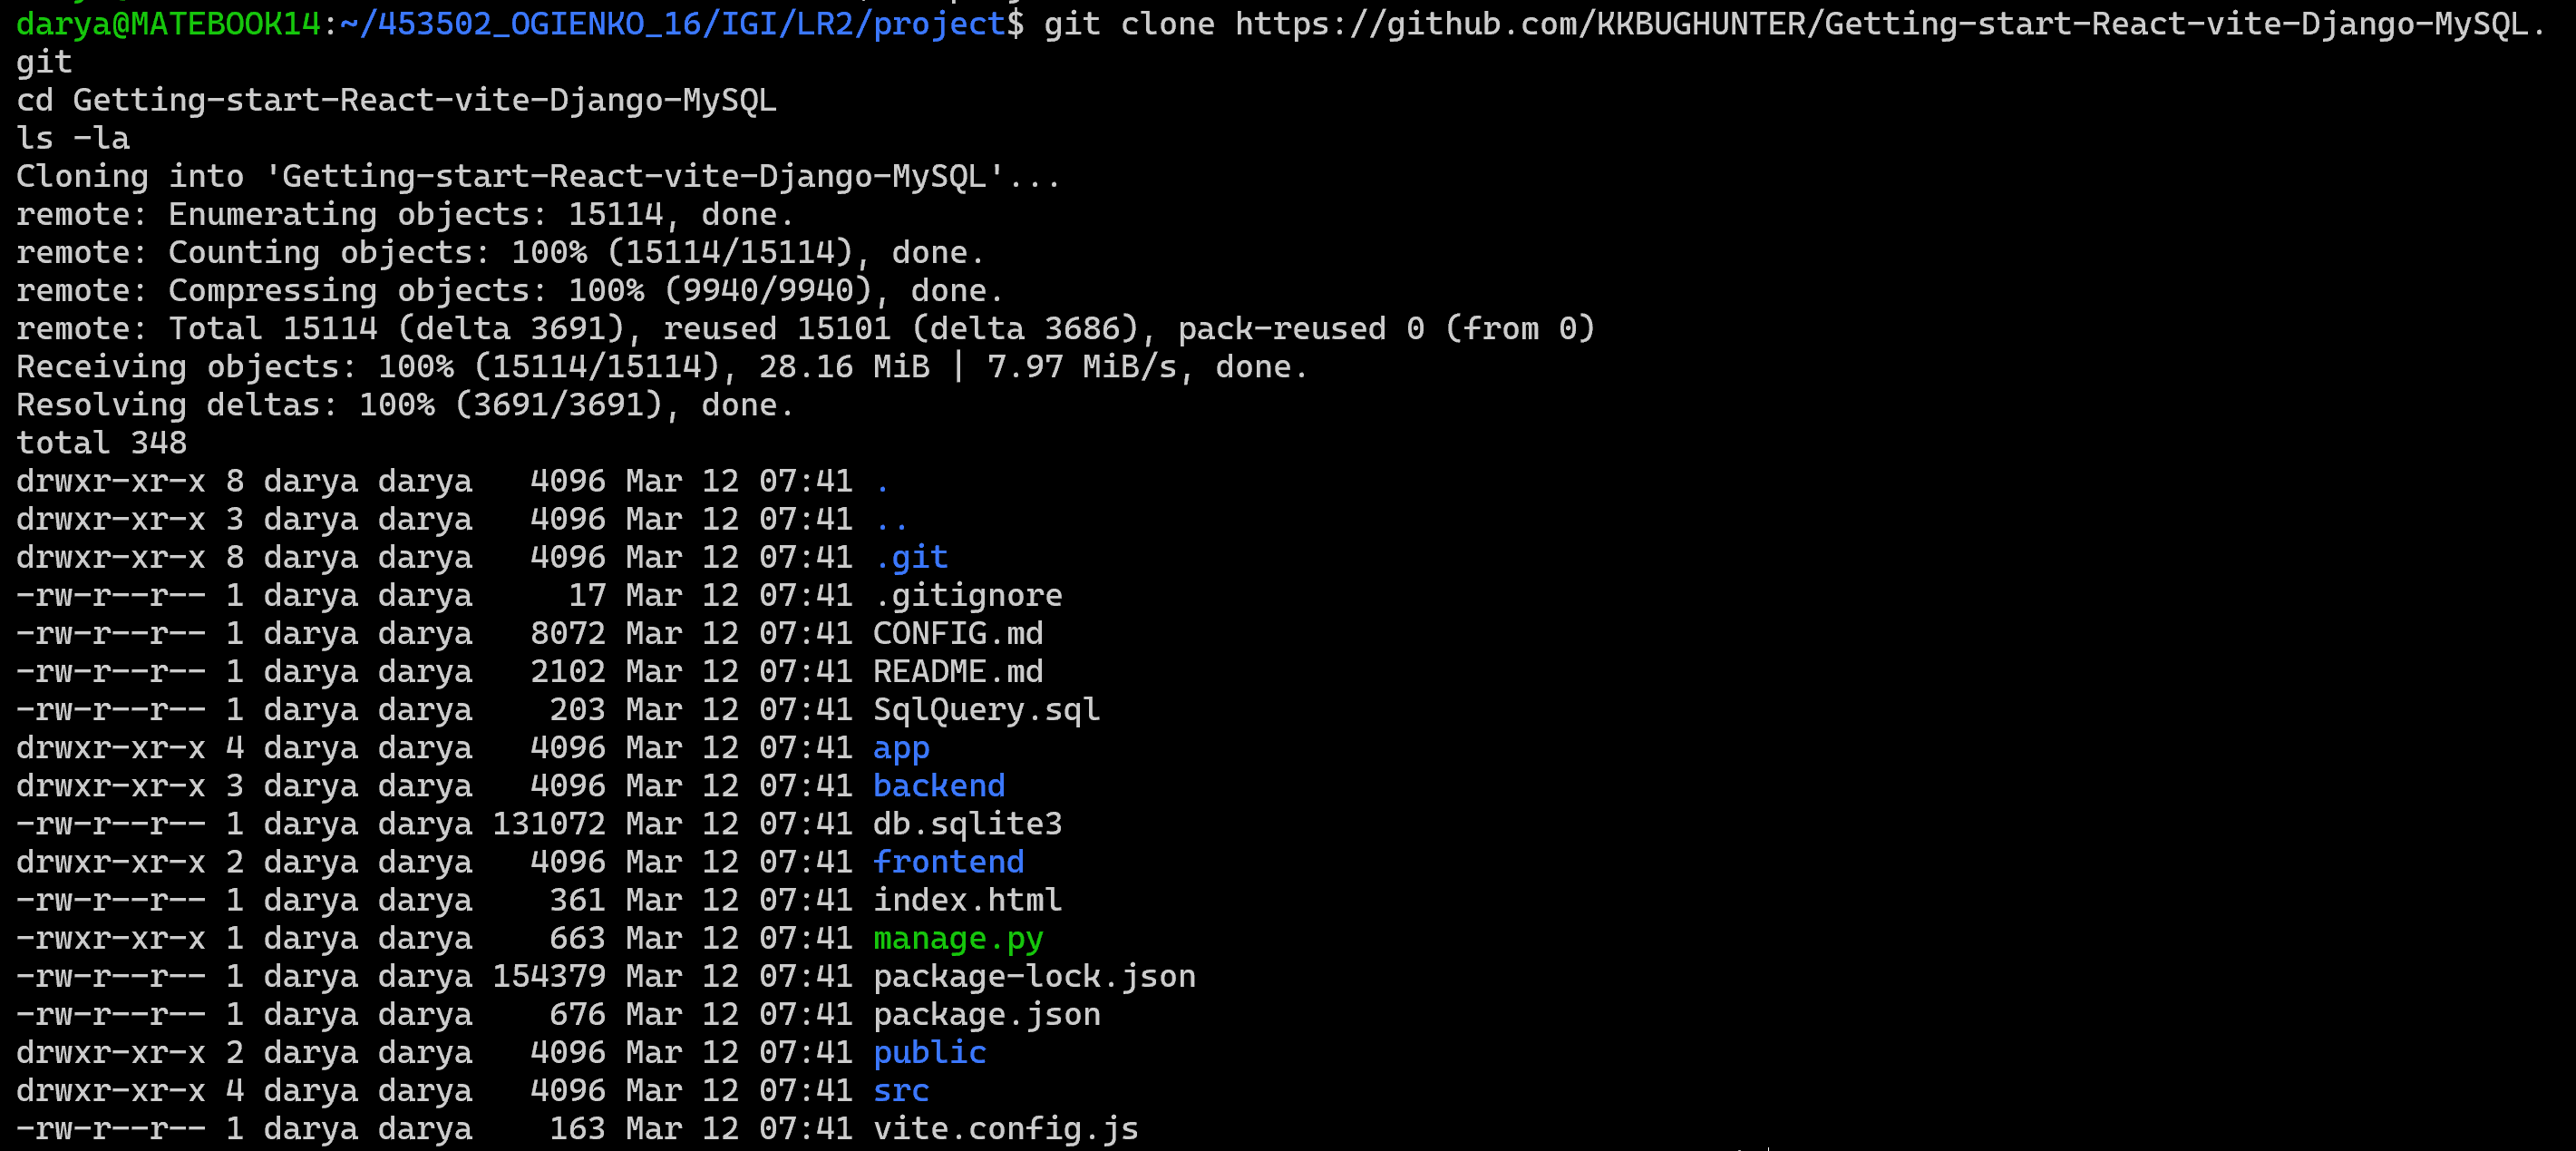 darya@MATEBOOK14:~/453502_OGIENKO_16/IGI/LR2/project$ git clone https://github.com/KKBUGHUNTER/Getting-start-React-vite-Django-MySQL.
git
cd Getting-start-React-vite-Django-MySQL
ls -la
Cloning into 'Getting-start-React-vite-Django-MySQL'...
remote: Enumerating objects: 15114, done.
remote: Counting objects: 100% (15114/15114), done.
remote: Compressing objects: 100% (9940/9940), done.
remote: Total 15114 (delta 3691), reused 15101 (delta 3686), pack-reused 0 (from 0)
Receiving objects: 100% (15114/15114), 28.16 MiB | 7.97 MiB/s, done.
Resolving deltas: 100% (3691/3691), done.
total 348
drwxr-xr-x 8 darya darya   4096 Mar 12 07:41 .
drwxr-xr-x 3 darya darya   4096 Mar 12 07:41 ..
drwxr-xr-x 8 darya darya   4096 Mar 12 07:41 .git
-rw-r--r-- 1 darya darya     17 Mar 12 07:41 .gitignore
-rw-r--r-- 1 darya darya   8072 Mar 12 07:41 CONFIG.md
-rw-r--r-- 1 darya darya   2102 Mar 12 07:41 README.md
-rw-r--r-- 1 darya darya    203 Mar 12 07:41 SqlQuery.sql
drwxr-xr-x 4 darya darya   4096 Mar 12 07:41 app
drwxr-xr-x 3 darya darya   4096 Mar 12 07:41 backend
-rw-r--r-- 1 darya darya 131072 Mar 12 07:41 db.sqlite3
drwxr-xr-x 2 darya darya   4096 Mar 12 07:41 frontend
-rw-r--r-- 1 darya darya    361 Mar 12 07:41 index.html
-rwxr-xr-x 1 darya darya    663 Mar 12 07:41 manage.py
-rw-r--r-- 1 darya darya 154379 Mar 12 07:41 package-lock.json
-rw-r--r-- 1 darya darya    676 Mar 12 07:41 package.json
drwxr-xr-x 2 darya darya   4096 Mar 12 07:41 public
drwxr-xr-x 4 darya darya   4096 Mar 12 07:41 src
-rw-r--r-- 1 darya darya    163 Mar 12 07:41 vite.config.js